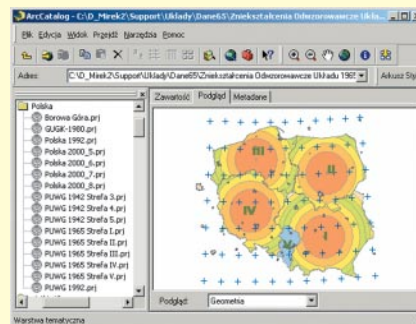 ArcCatalog - C:\D_Mirek2\Support\Uklady\Dane65\Zniekształcenia Odwzorowawcze Ukła...
Plik Edycja Widok Przejdź Narzędzia Pomoc
Adres: C:\D_Mirek2\Support\Uklady\Dane65\Zniekształcenia Odwzorowawcze Układu 1965 Arkusz Sty
Zawartość Podgląd Metadane
Polska
Borowa Góra.prj
GUGK-1980.prj
Polska 1992.prj
Polska 2000_5.prj
Polska 2000_6.prj
Polska 2000_7.prj
Polska 2000_8.prj
PUWG 1942 Strefa 3.prj
PUWG 1942 Strefa 4.prj
PUWG 1942 Strefa 5.prj
PUWG 1965 Strefa I.prj
PUWG 1965 Strefa II.prj
PUWG 1965 Strefa III.prj
PUWG 1965 Strefa IV.prj
PUWG 1965 Strefa V.prj
PUWG 1992.prj
III
II
IV
I
V
Podgląd: Geometria
Warstwa tematyczna